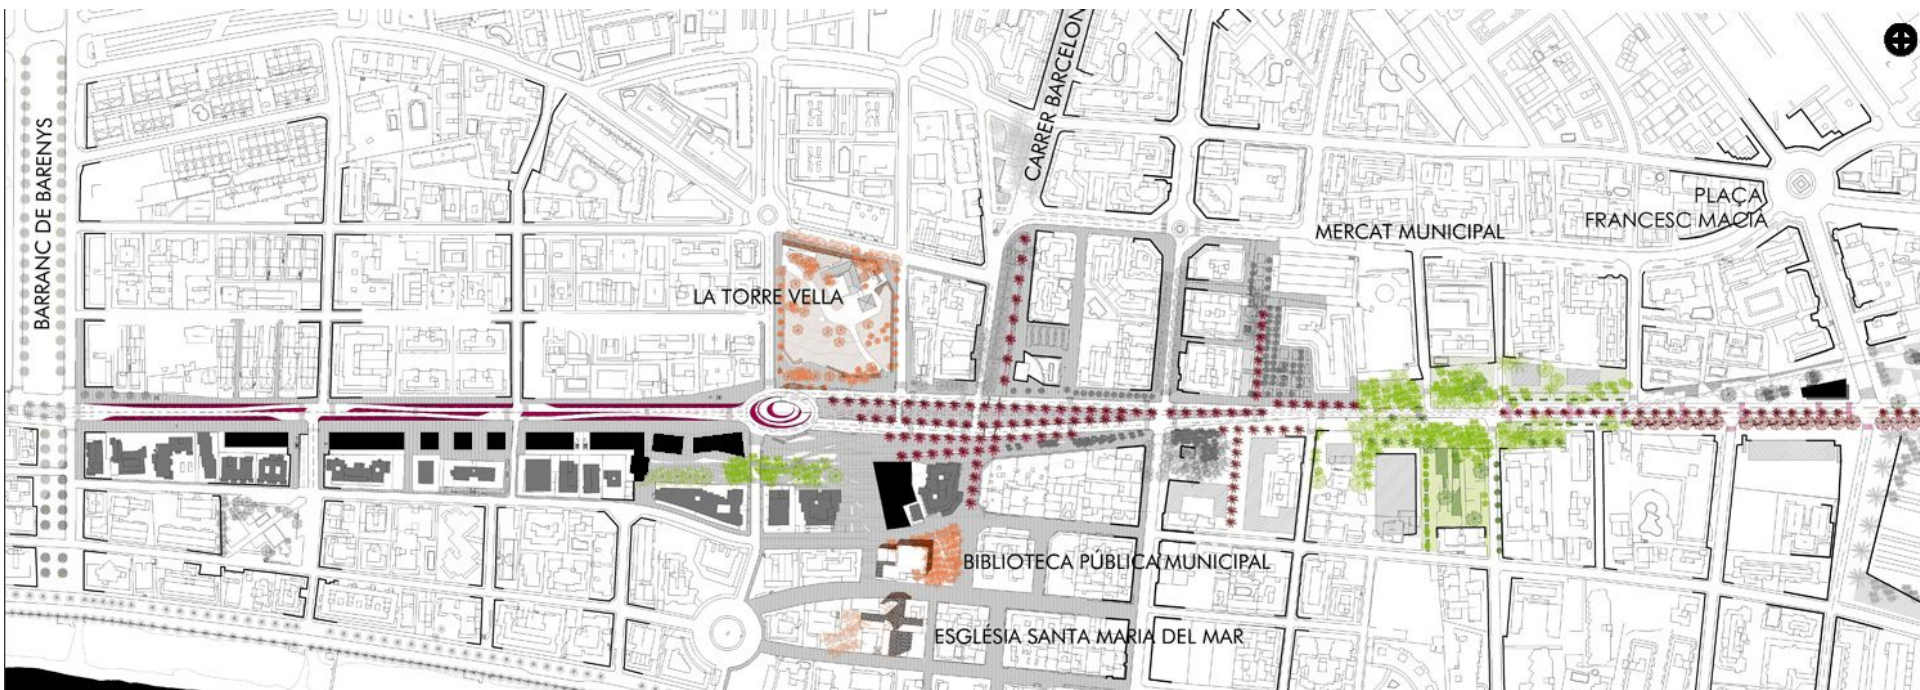 BARRANC DE BARENYS
CARRER BARCELON
LA TORRE VELLA
MERCAT MUNICIPAL
PLAÇA
FRANCESC MACIÀ
BIBLIOTECA PÚBLICA MUNICIPAL
ESGLÉSIA SANTA MARIA DEL MAR